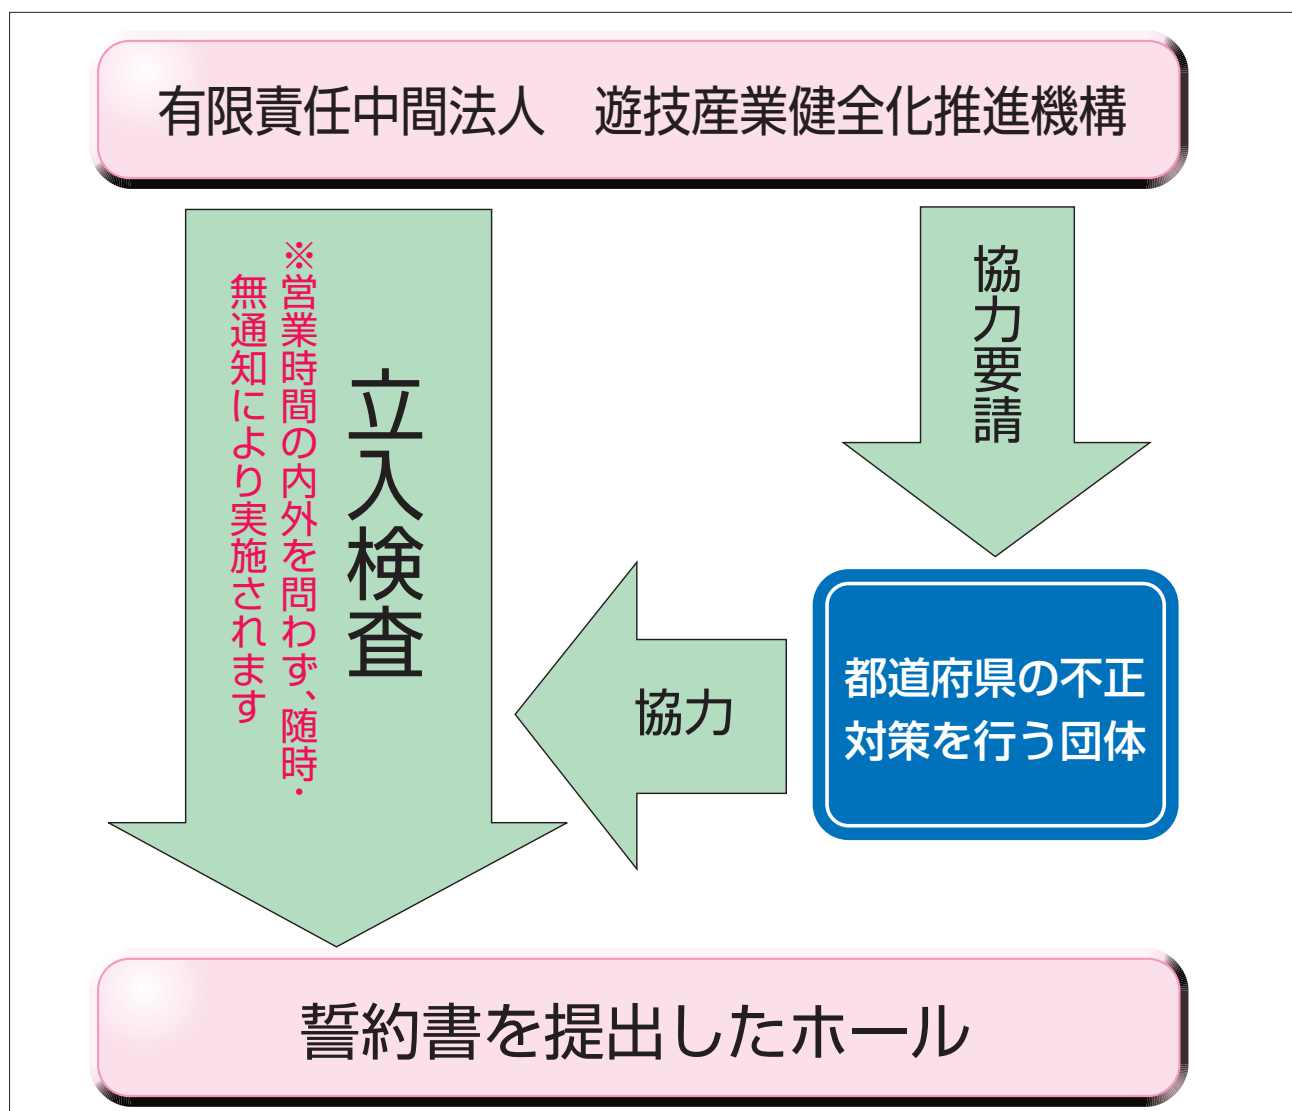 有限責任中間法人　遊技産業健全化推進機構
協力要請
立入検査
※営業時間の内外を問わず、随時・
無通知により実施されます
都道府県の不正
対策を行う団体
協力
誓約書を提出したホール